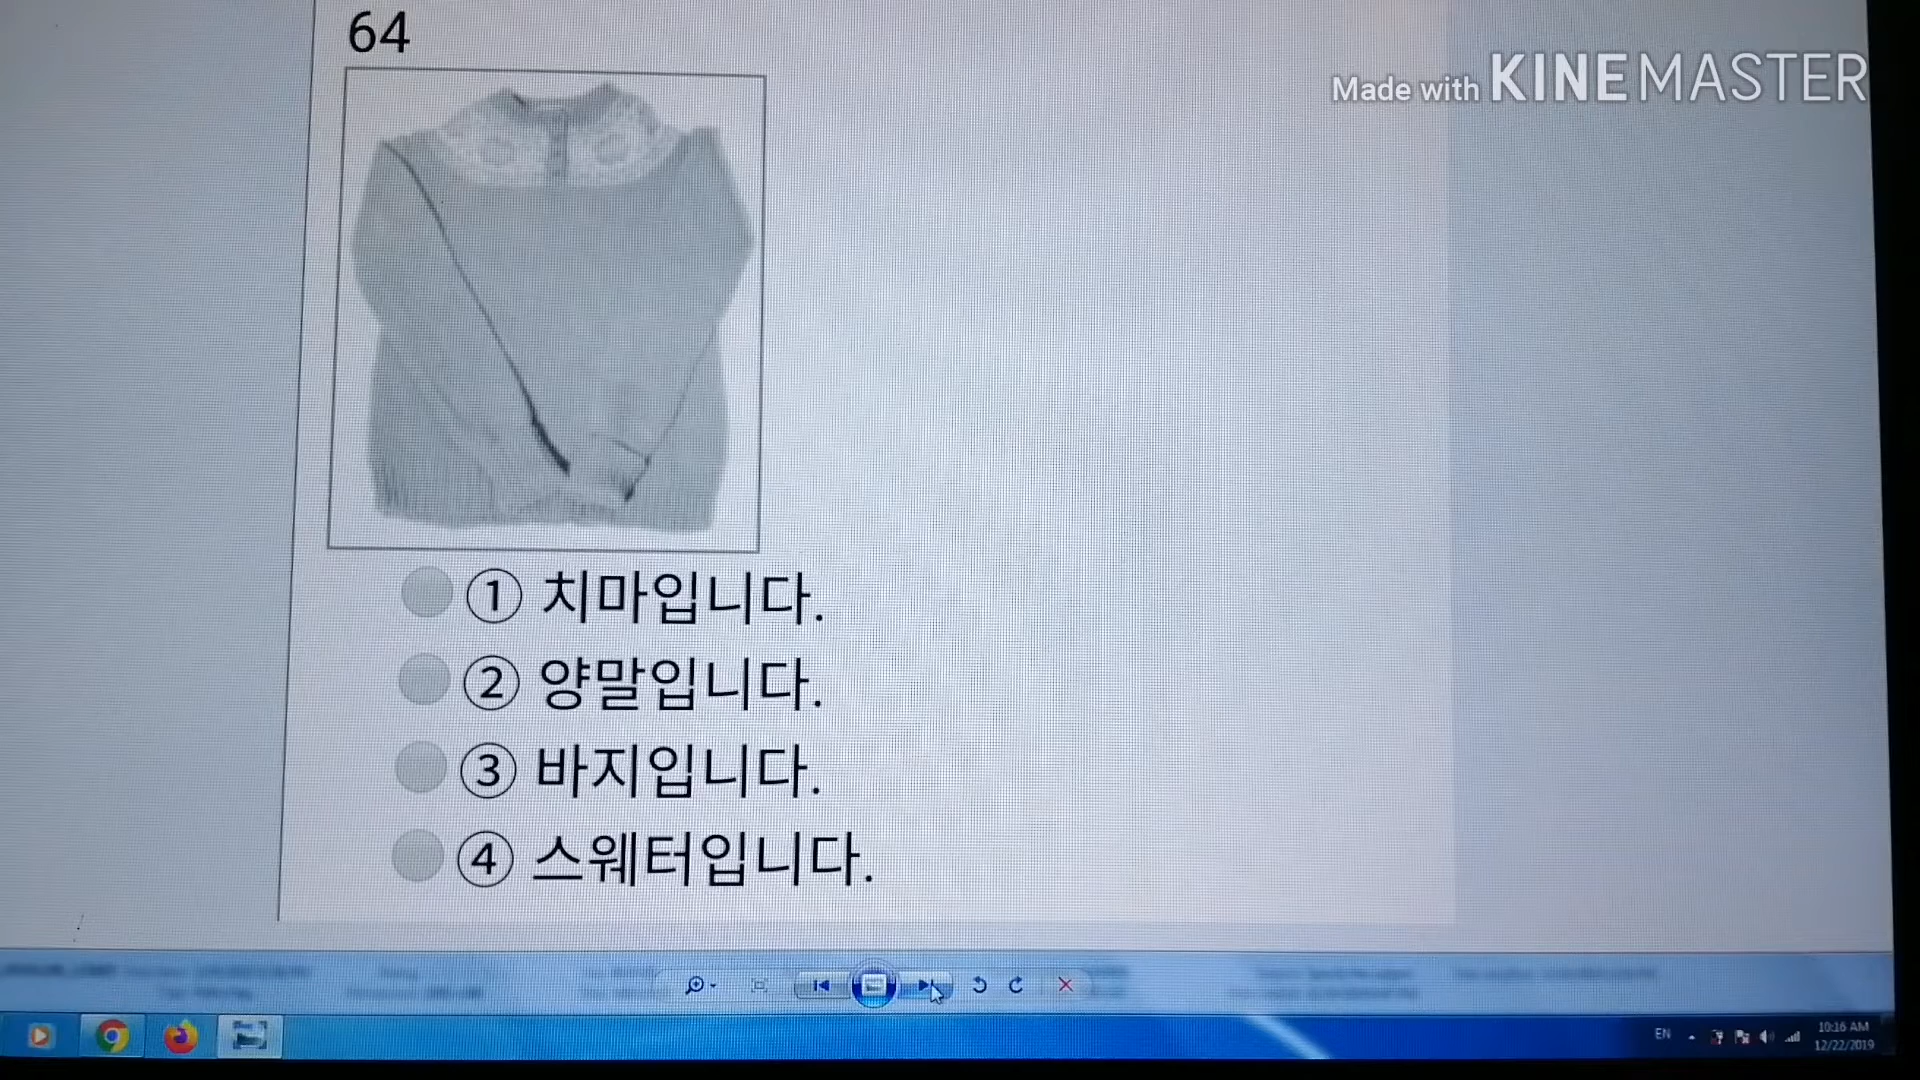 64
Made with KINEMASTER
① 치마입니다.
② 양말입니다.
③ 바지입니다.
④ 스웨터입니다.
EN
10:16 AM
12/22/2019